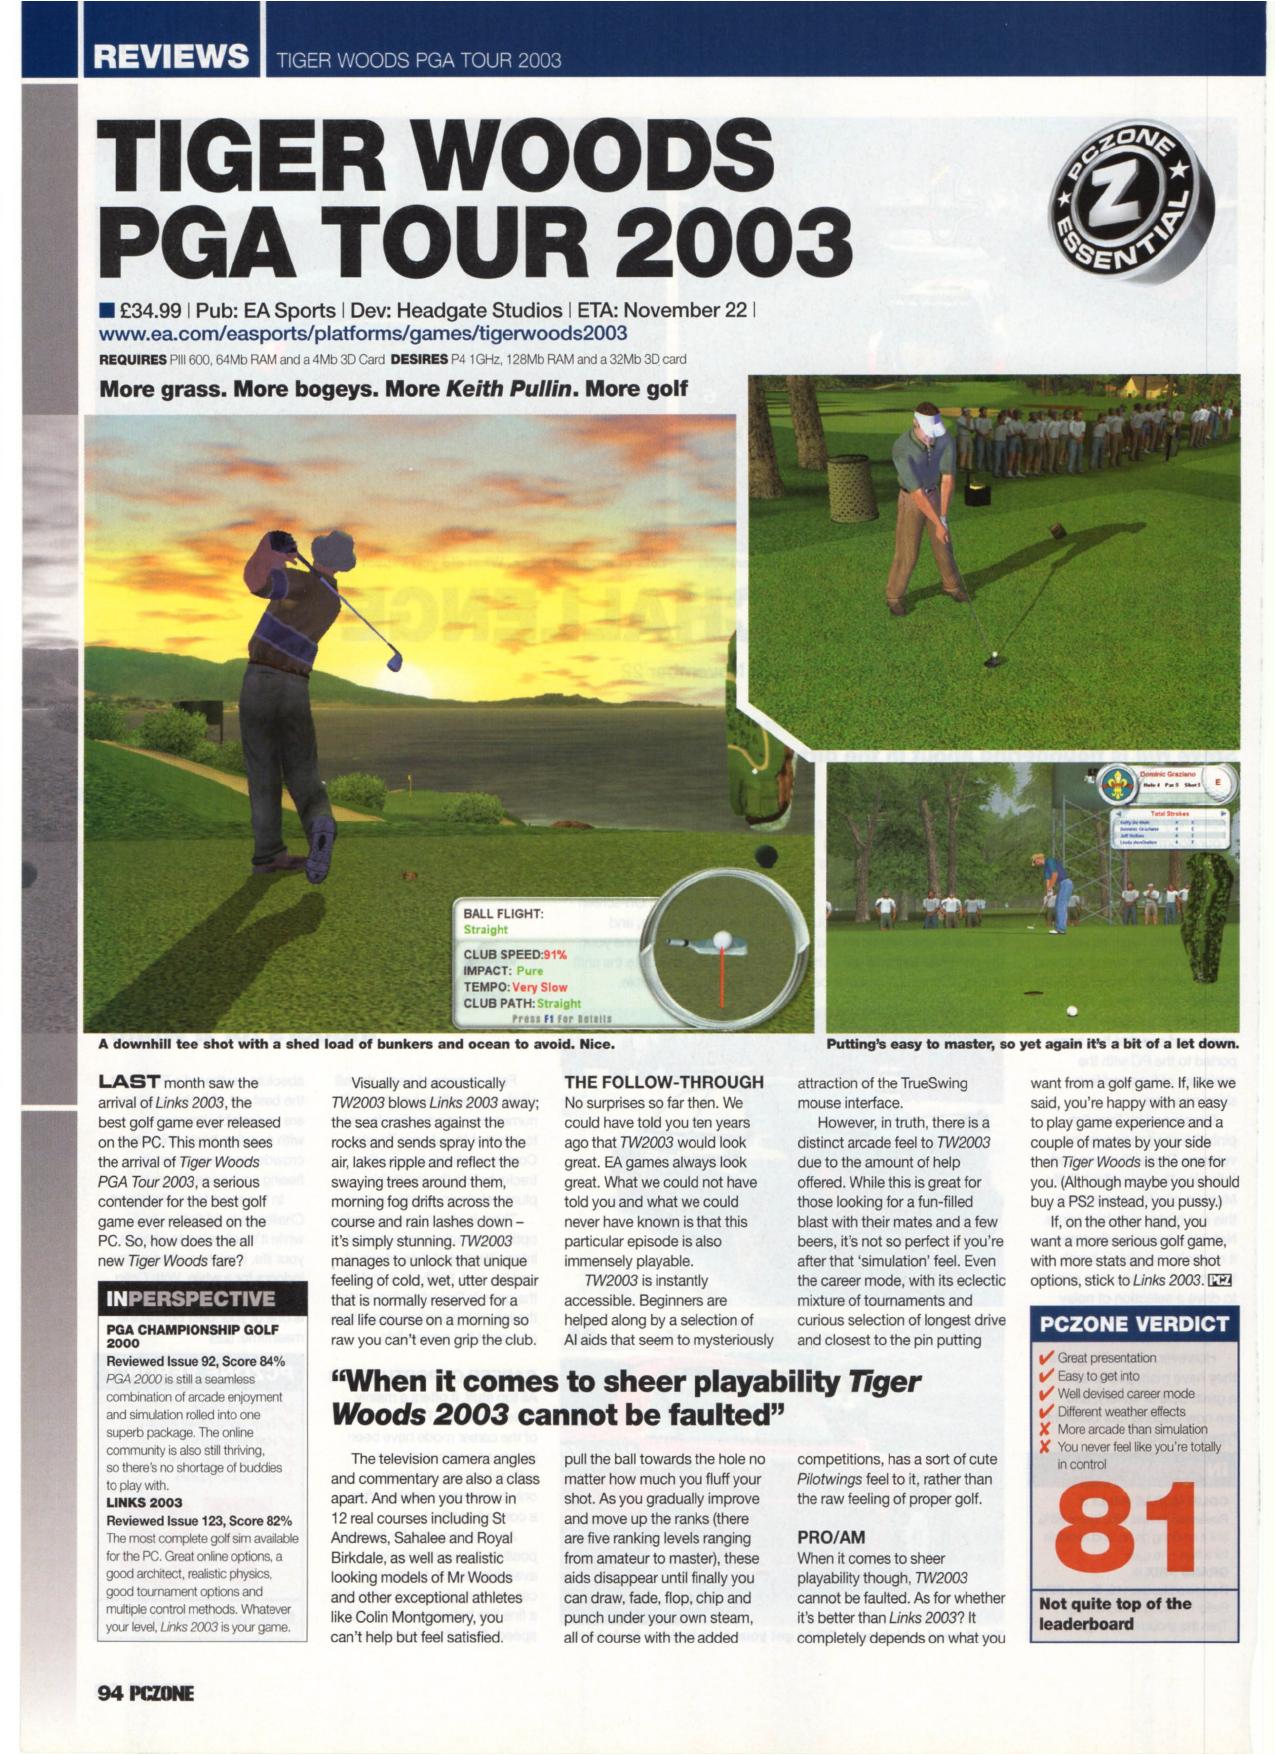 REVIEWS
TIGER WOODS PGA TOUR 2003
TIGER WOODS
PGA TOUR 2003
PCZONE
Z
ESSENTIAL
£34.99 | Pub: EA Sports | Dev: Headgate Studios | ETA: November 22 |
www.ea.com/easports/platforms/games/tigerwoods2003
REQUIRES PIII 600, 64Mb RAM and a 4Mb 3D Card DESIRES P4 1GHz, 128Mb RAM and a 32Mb 3D card
More grass. More bogeys. More Keith Pullin. More golf
BALL FLIGHT:
Straight
CLUB SPEED:91%
IMPACT: Pure
TEMPO: Very Slow
CLUB PATH: Straight
Press F1 For Details
Dominic Graziano
Hole 4 Par 5 Shot 5
E
Total Strokes
Dominic Graziano
A downhill tee shot with a shed load of bunkers and ocean to avoid. Nice.
Putting's easy to master, so yet again it's a bit of a let down.
LAST month saw the
arrival of Links 2003, the
best golf game ever released
on the PC. This month sees
the arrival of Tiger Woods
PGA Tour 2003, a serious
contender for the best golf
game ever released on the
PC. So, how does the all
new Tiger Woods fare?
INPERSPECTIVE
PGA CHAMPIONSHIP GOLF
2000
Reviewed Issue 92, Score 84%
PGA 2000 is still a seamless
combination of arcade enjoyment
and simulation rolled into one
superb package. The online
community is also still thriving,
so there's no shortage of buddies
to play with.
LINKS 2003
Reviewed Issue 123, Score 82%
The most complete golf sim available
for the PC. Great online options, a
good architect, realistic physics,
good tournament options and
multiple control methods. Whatever
your level, Links 2003 is your game.
Visually and acoustically
TW2003 blows Links 2003 away;
the sea crashes against the
rocks and sends spray into the
air, lakes ripple and reflect the
swaying trees around them,
morning fog drifts across the
course and rain lashes down –
it's simply stunning. TW2003
manages to unlock that unique
feeling of cold, wet, utter despair
that is normally reserved for a
real life course on a morning so
raw you can't even grip the club.
"When it comes to sheer playability Tiger
Woods 2003 cannot be faulted"
The television camera angles
and commentary are also a class
apart. And when you throw in
12 real courses including St
Andrews, Sahalee and Royal
Birkdale, as well as realistic
looking models of Mr Woods
and other exceptional athletes
like Colin Montgomery, you
can't help but feel satisfied.
THE FOLLOW-THROUGH
No surprises so far then. We
could have told you ten years
ago that TW2003 would look
great. EA games always look
great. What we could not have
told you and what we could
never have known is that this
particular episode is also
immensely playable.
TW2003 is instantly
accessible. Beginners are
helped along by a selection of
AI aids that seem to mysteriously
pull the ball towards the hole no
matter how much you fluff your
shot. As you gradually improve
and move up the ranks (there
are five ranking levels ranging
from amateur to master), these
aids disappear until finally you
can draw, fade, flop, chip and
punch under your own steam,
all of course with the added
attraction of the TrueSwing
mouse interface.
However, in truth, there is a
distinct arcade feel to TW2003
due to the amount of help
offered. While this is great for
those looking for a fun-filled
blast with their mates and a few
beers, it's not so perfect if you're
after that 'simulation' feel. Even
the career mode, with its eclectic
mixture of tournaments and
curious selection of longest drive
and closest to the pin putting
competitions, has a sort of cute
Pilotwings feel to it, rather than
the raw feeling of proper golf.
PRO/AM
When it comes to sheer
playability though, TW2003
cannot be faulted. As for whether
it's better than Links 2003? It
completely depends on what you
want from a golf game. If, like we
said, you're happy with an easy
to play game experience and a
couple of mates by your side
then Tiger Woods is the one for
you. (Although maybe you should
buy a PS2 instead, you pussy.)
If, on the other hand, you
want a more serious golf game,
with more stats and more shot
options, stick to Links 2003. PCZ
PCZONE VERDICT
✓ Great presentation
✓ Easy to get into
✓ Well devised career mode
✓ Different weather effects
✗ More arcade than simulation
✗ You never feel like you're totally
in control
81
Not quite top of the
leaderboard
94 PCZONE